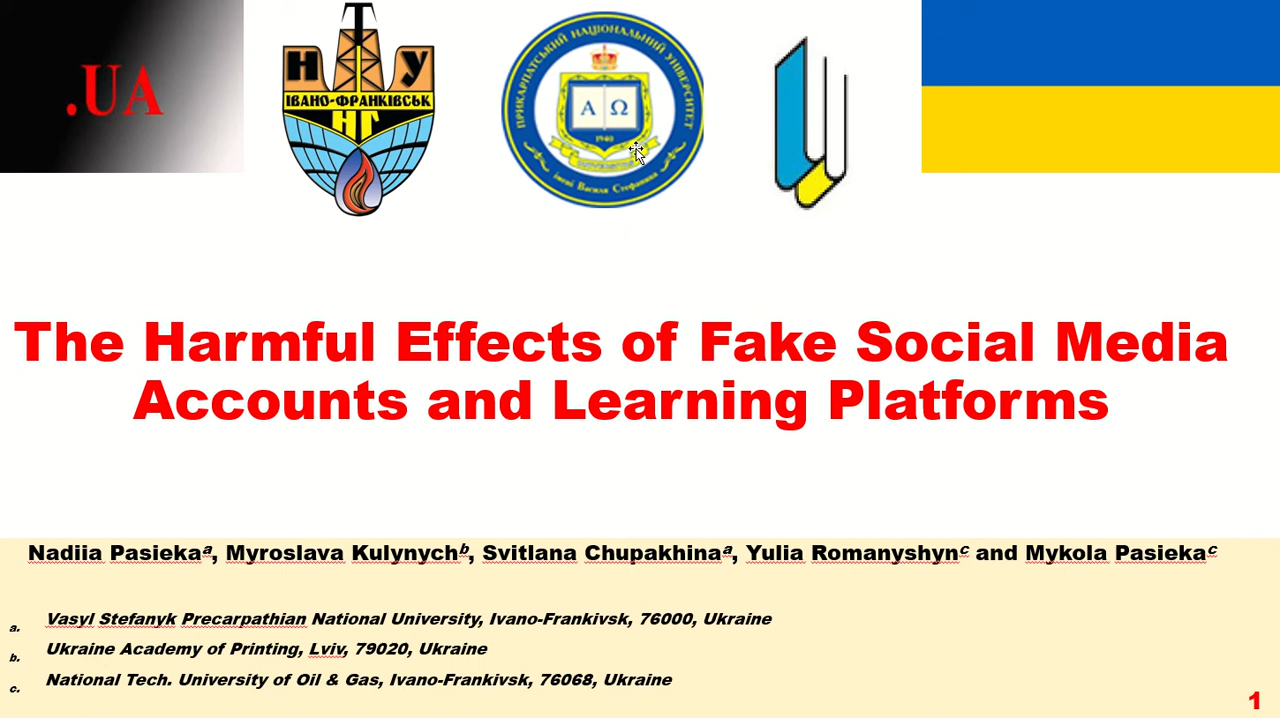 .UA
Т
Н У
ІВАНО-ФРАНКІВСЬК
НГ
ПРИКАРПАТСЬКИЙ НАЦІОНАЛЬНИЙ УНІВЕРСИТЕТ
Α Ω
1940
імені Василя Стефаника
The Harmful Effects of Fake Social Media
Accounts and Learning Platforms
Nadiia Pasiekaa, Myroslava Kulynychb, Svitlana Chupakhinaa, Yulia Romanyshync and Mykola Pasiekac
a. Vasyl Stefanyk Precarpathian National University, Ivano-Frankivsk, 76000, Ukraine
b. Ukraine Academy of Printing, Lviv, 79020, Ukraine
c. National Tech. University of Oil & Gas, Ivano-Frankivsk, 76068, Ukraine
1